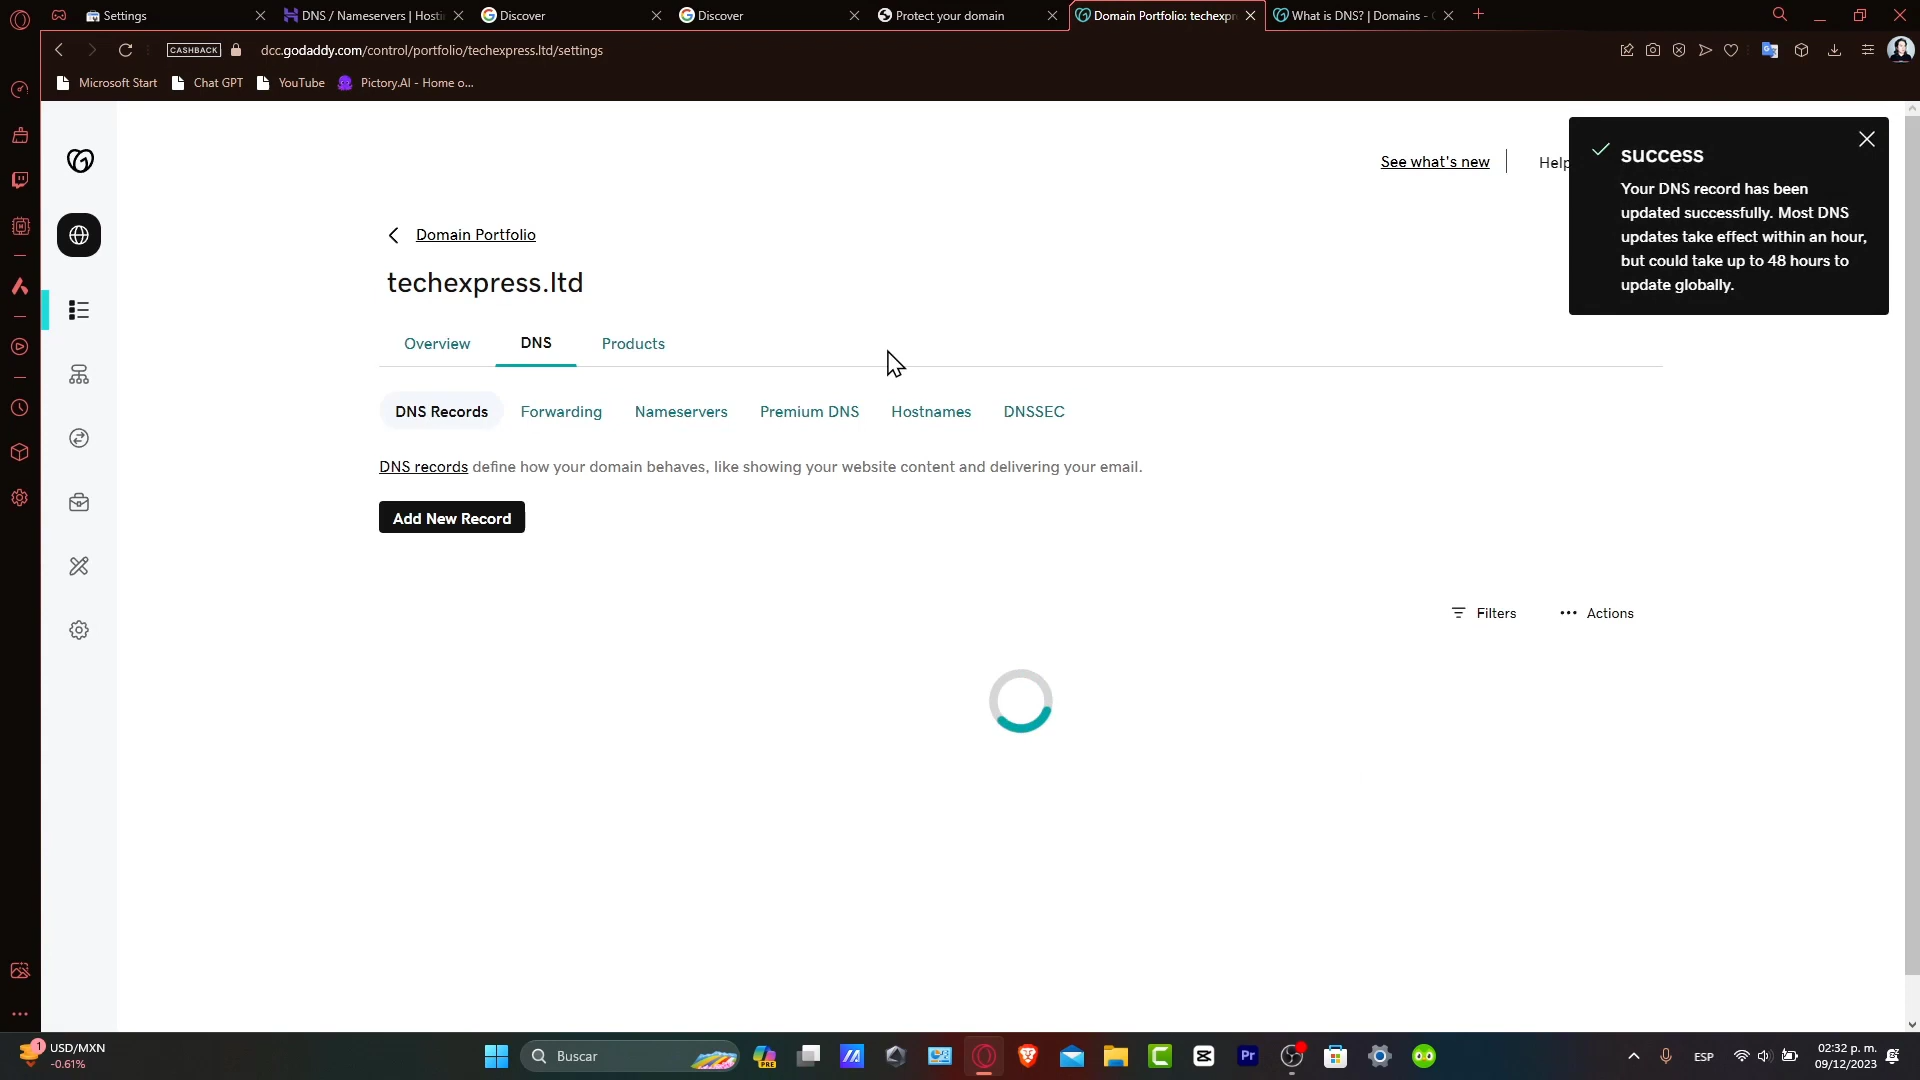 Settings
DNS / Nameservers | Hosti
Discover
Discover
Protect your domain
Domain Portfolio: techexpr
What is DNS? | Domains -
CASHBACK
dcc.godaddy.com/control/portfolio/techexpress.ltd/settings
Microsoft Start
Chat GPT
YouTube
Pictory.AI - Home o...
See what's new
Help
success
Your DNS record has been
updated successfully. Most DNS
updates take effect within an hour,
but could take up to 48 hours to
update globally.
Domain Portfolio
techexpress.ltd
Overview
DNS
Products
DNS Records
Forwarding
Nameservers
Premium DNS
Hostnames
DNSSEC
DNS records define how your domain behaves, like showing your website content and delivering your email.
Add New Record
Filters
Actions
1
USD/MXN
-0.61%
Buscar
PRE
Pr
ESP
02:32 p. m.
09/12/2023